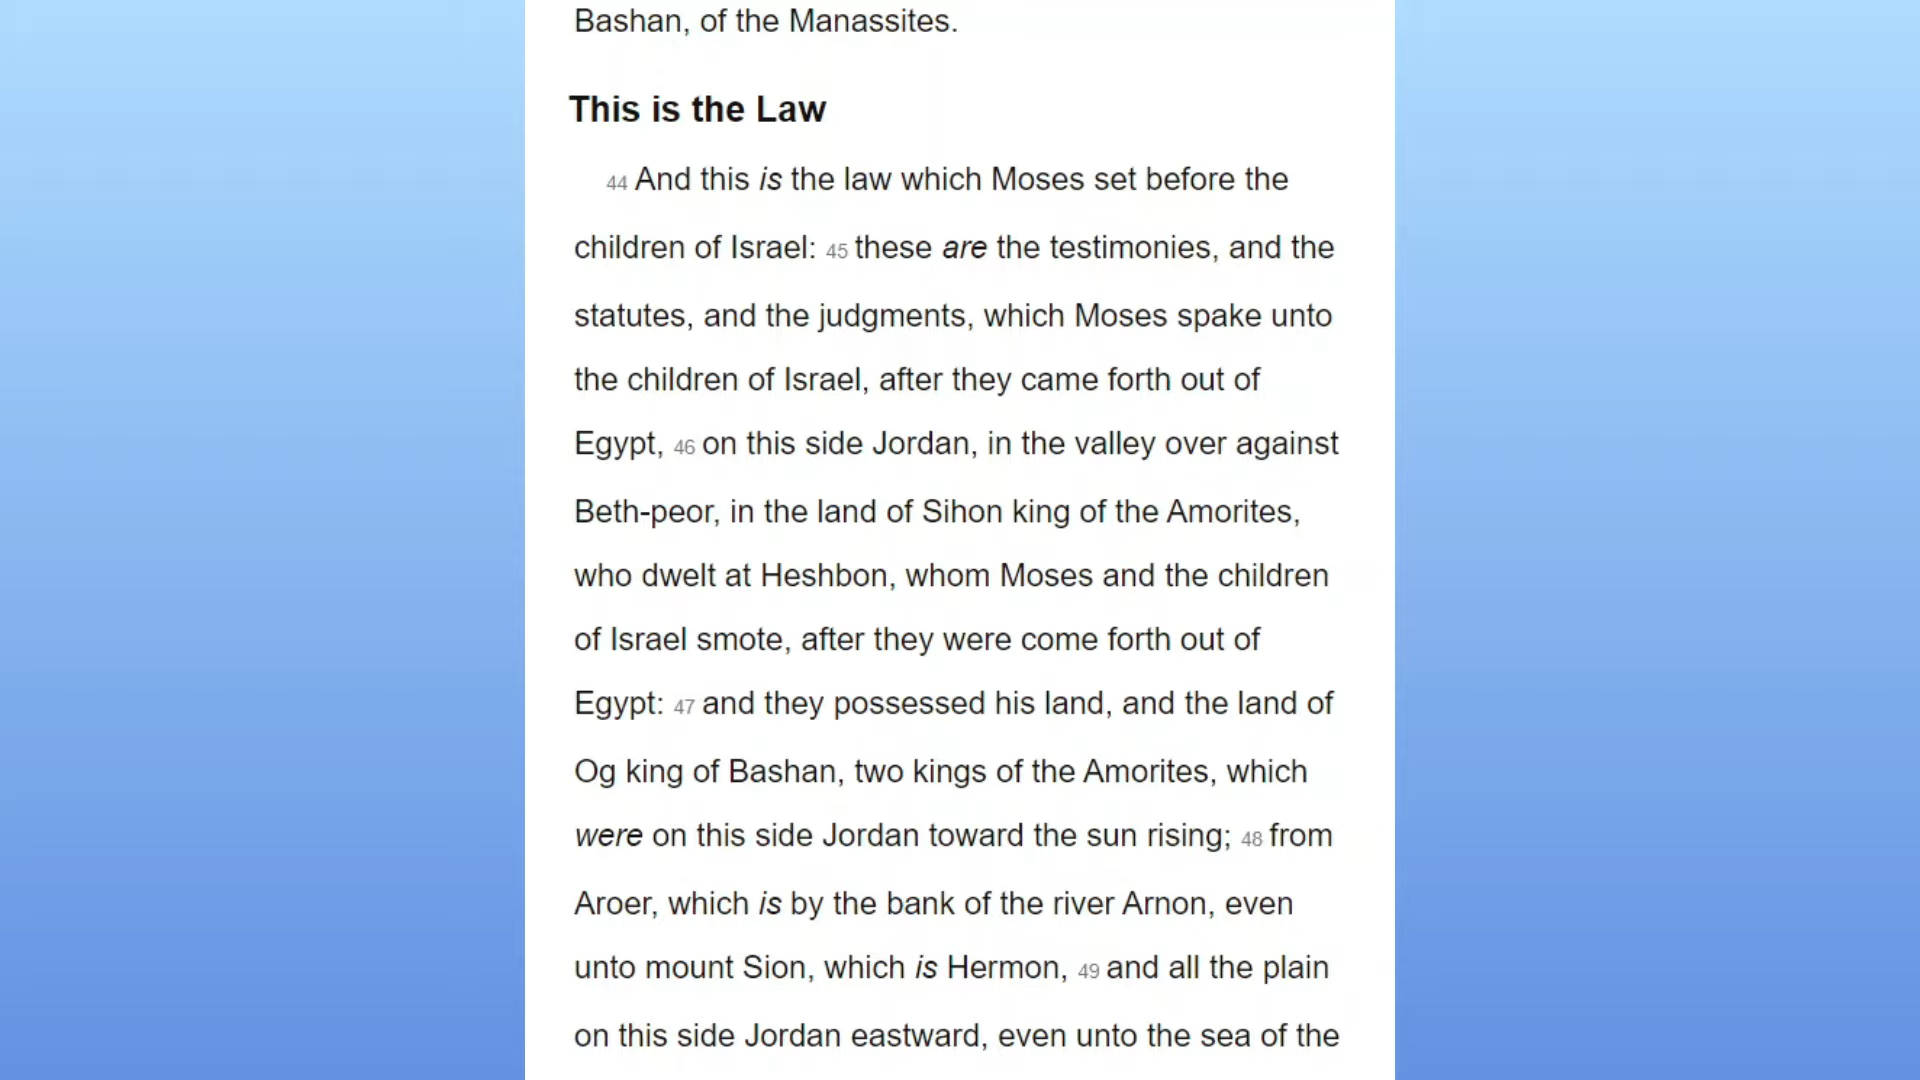 Bashan, of the Manassites.
This is the Law
44 And this is the law which Moses set before the
children of Israel: 45 these are the testimonies, and the
statutes, and the judgments, which Moses spake unto
the children of Israel, after they came forth out of
Egypt, 46 on this side Jordan, in the valley over against
Beth-peor, in the land of Sihon king of the Amorites,
who dwelt at Heshbon, whom Moses and the children
of Israel smote, after they were come forth out of
Egypt: 47 and they possessed his land, and the land of
Og king of Bashan, two kings of the Amorites, which
were on this side Jordan toward the sun rising; 48 from
Aroer, which is by the bank of the river Arnon, even
unto mount Sion, which is Hermon, 49 and all the plain
on this side Jordan eastward, even unto the sea of the